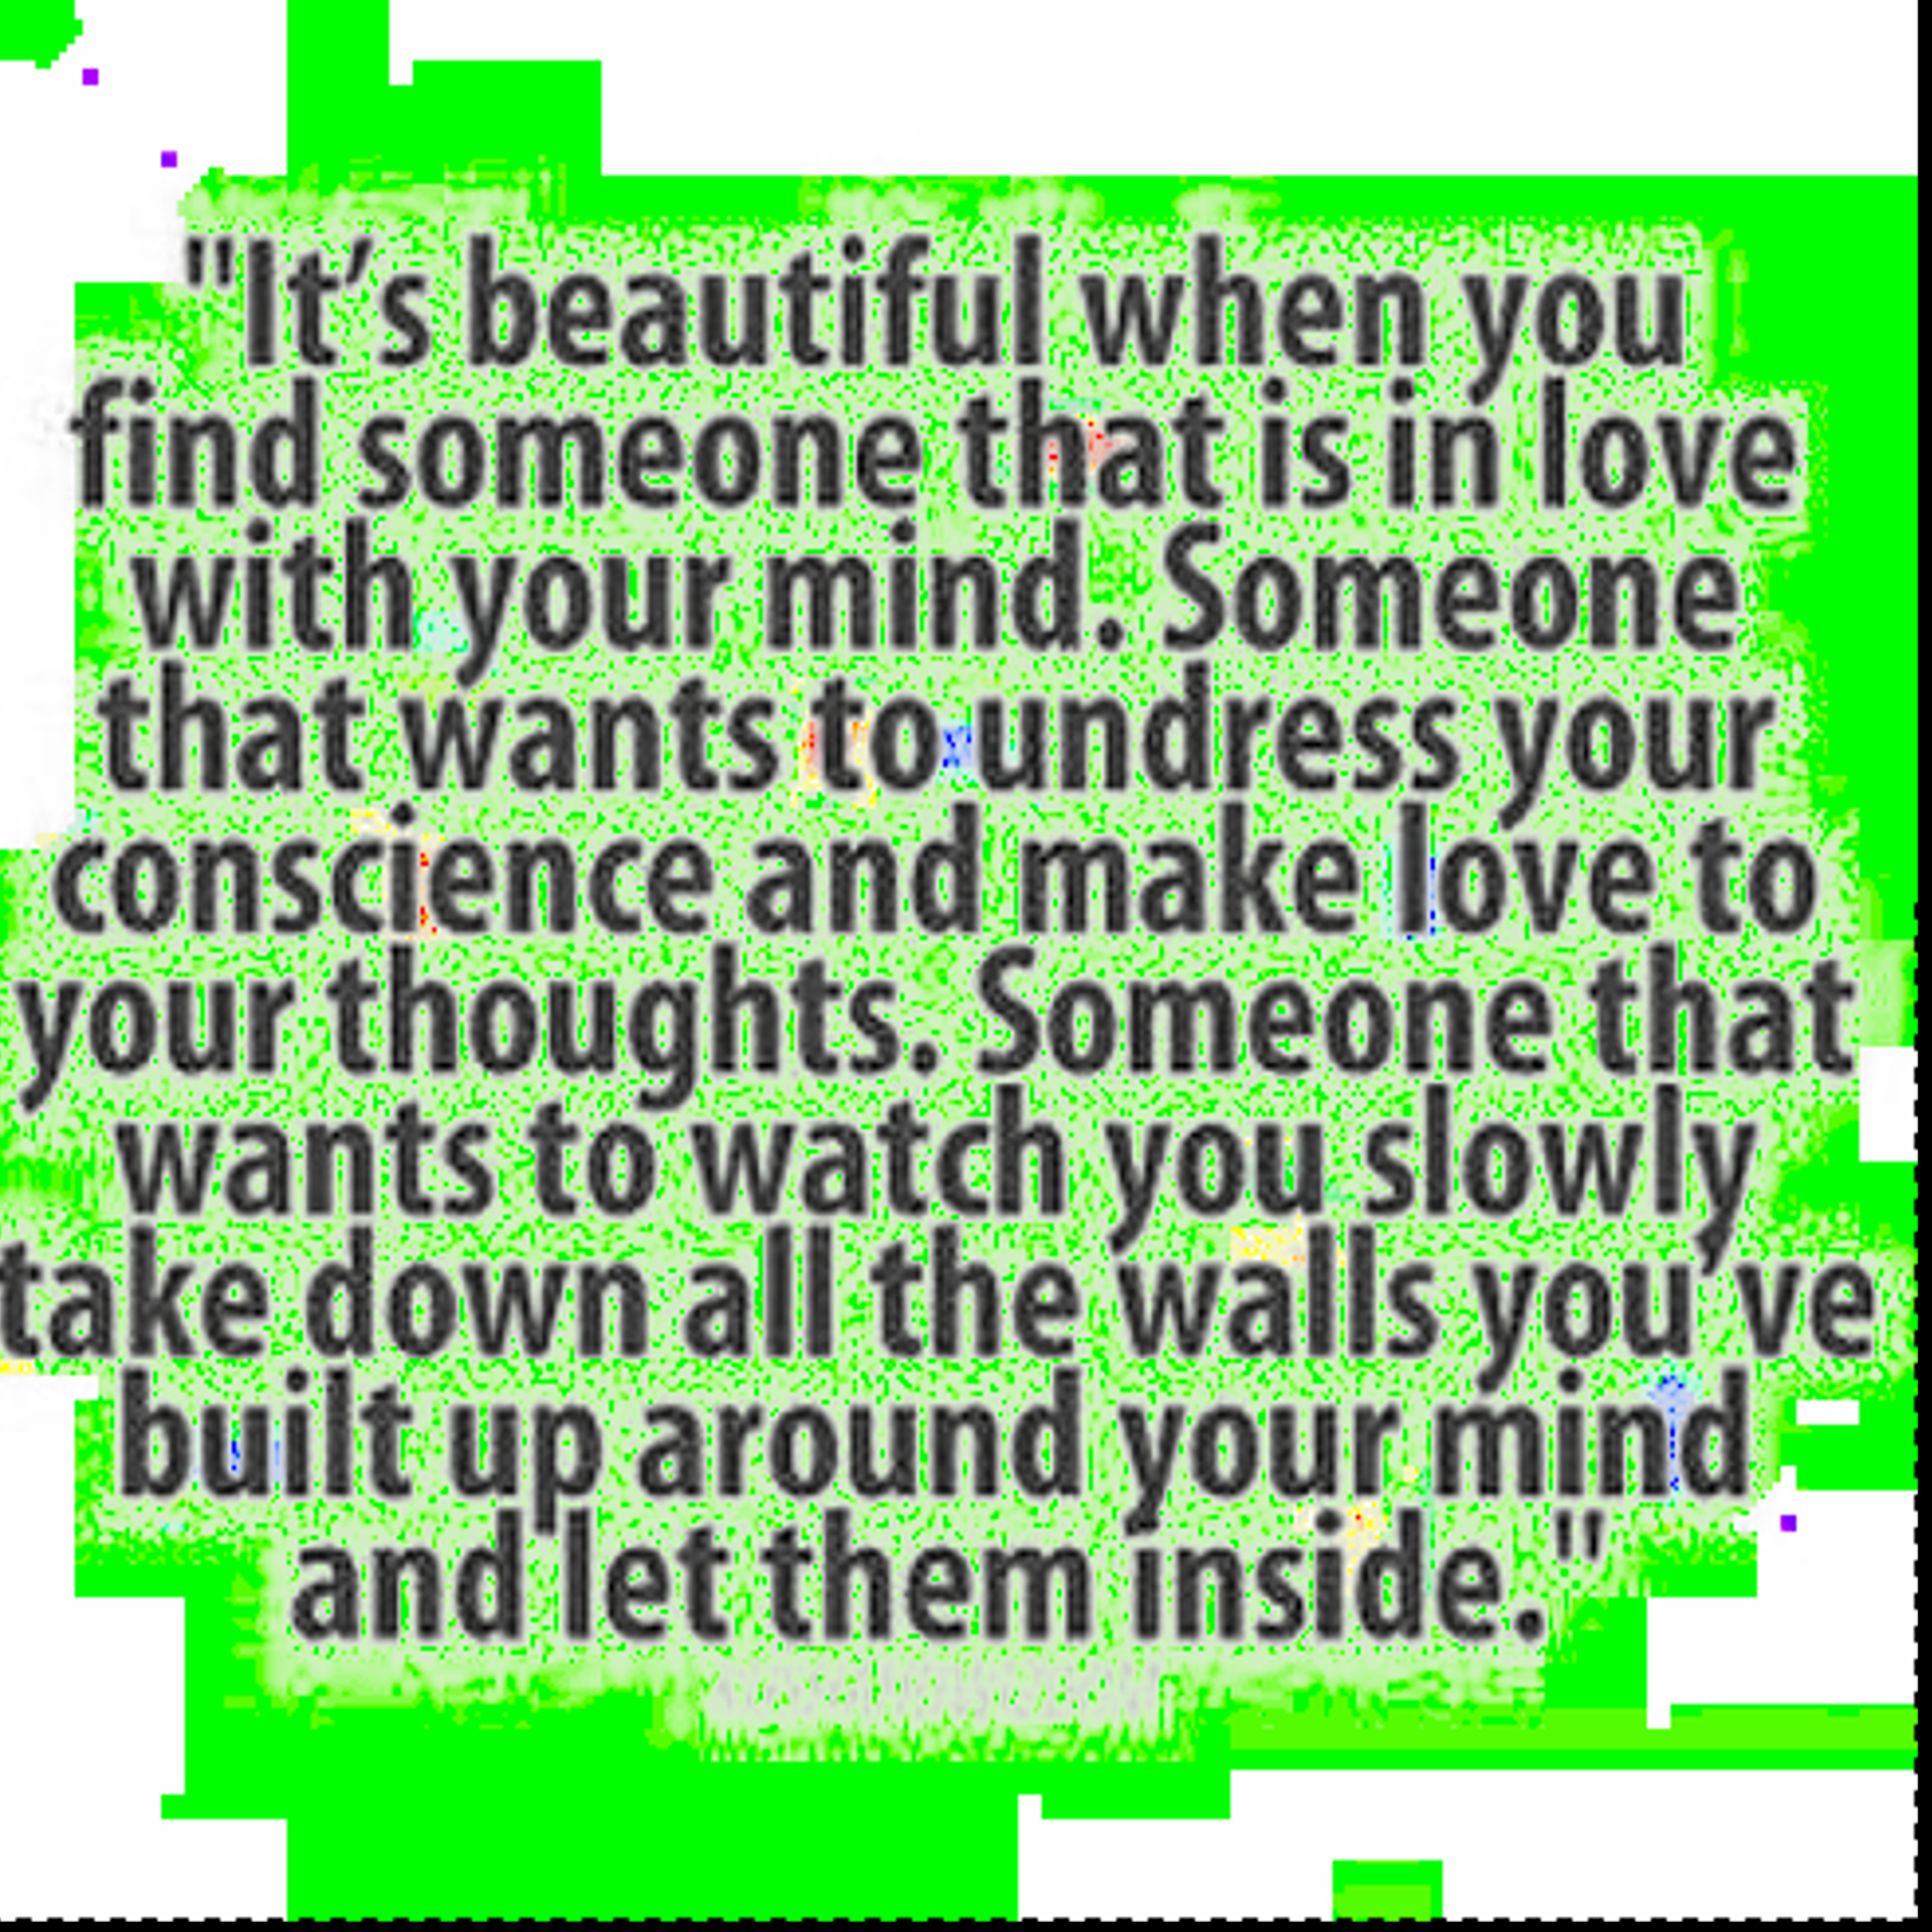 "It’s beautiful when you
find someone that is in love
with your mind. Someone
that wants to undress your
conscience and make love to
your thoughts. Someone that
wants to watch you slowly
take down all the walls you’ve
built up around your mind
and let them inside."